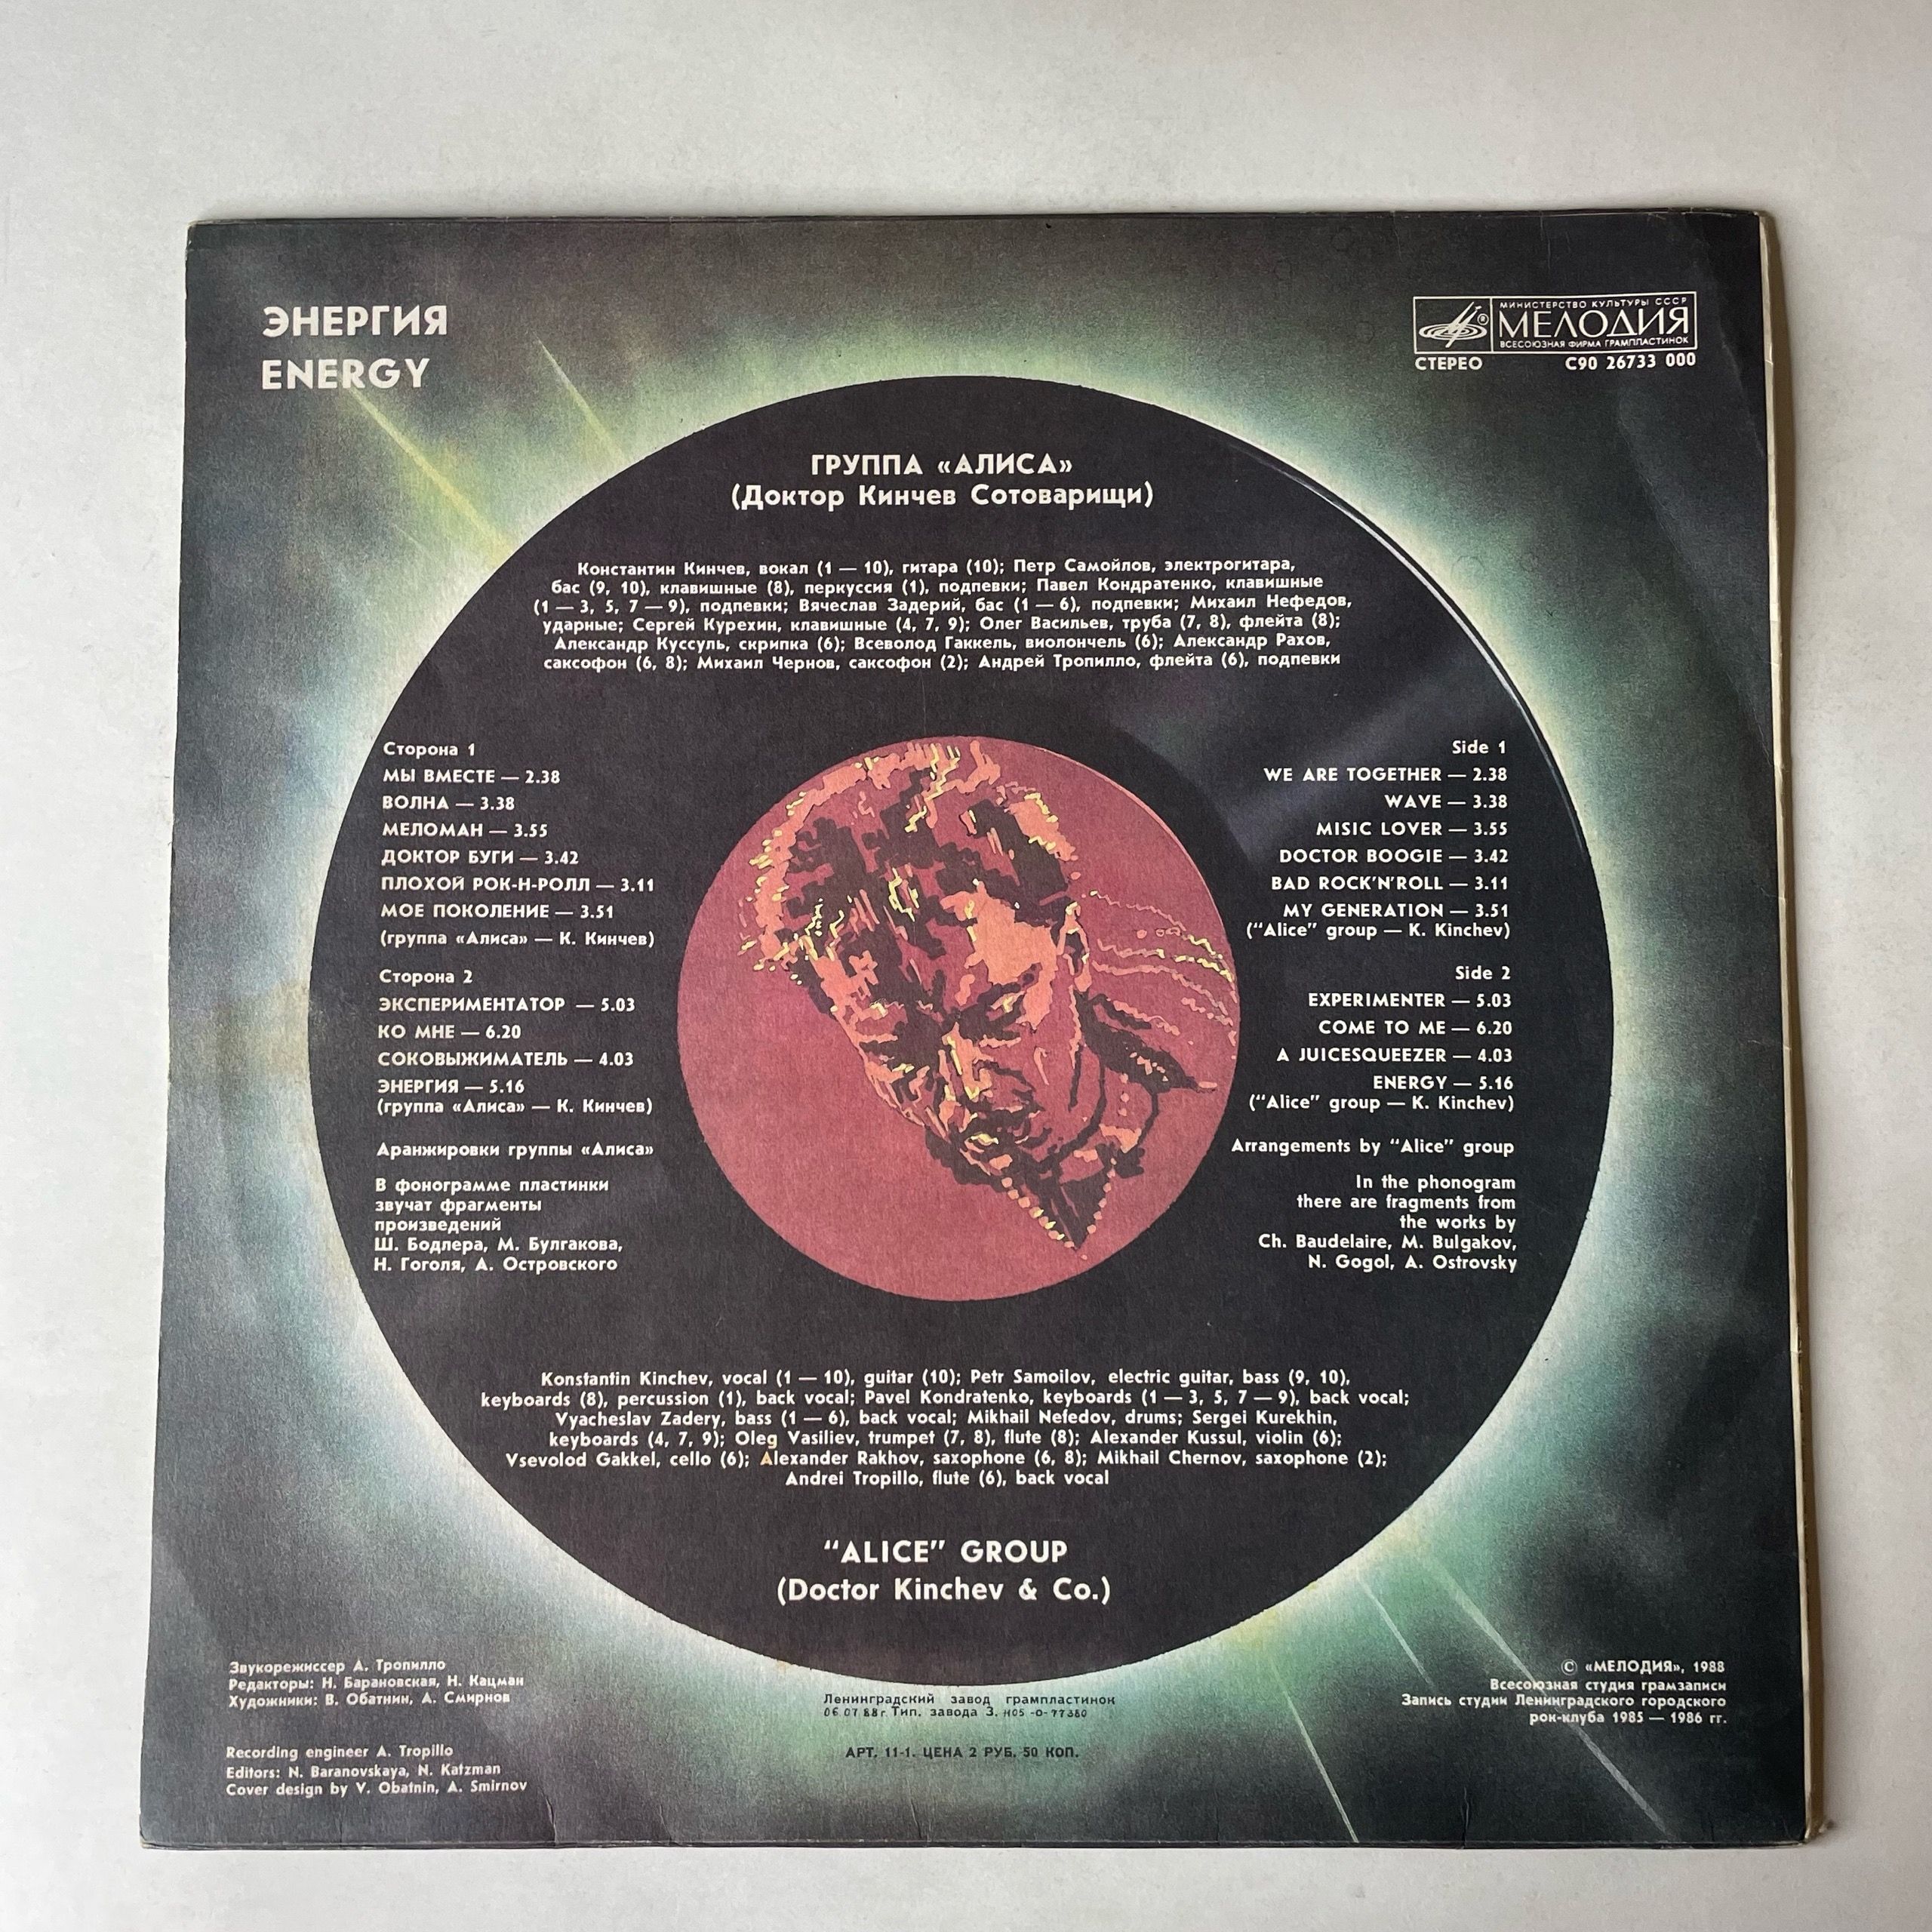 ЭНЕРГИЯ
ENERGY
МИНИСТЕРСТВО КУЛЬТУРЫ СССР
МЕЛОДИЯ
ВСЕСОЮЗНАЯ ФИРМА ГРАМПЛАСТИНОК
СТЕРЕО С90 26733 000
ГРУППА «АЛИСА»
(Доктор Кинчев Сотоварищи)
Константин Кинчев, вокал (1 — 10), гитара (10); Петр Самойлов, электрогитара,
бас (9, 10), клавишные (8), перкуссия (1), подпевки; Павел Кондратенко, клавишные
(1 — 3, 5, 7 — 9), подпевки; Вячеслав Задерий, бас (1 — 6), подпевки; Михаил Нефедов,
ударные; Сергей Курехин, клавишные (4, 7, 9); Олег Васильев, труба (7, 8), флейта (8);
Александр Куссуль, скрипка (6); Всеволод Гаккель, виолончель (6); Александр Рахов,
саксофон (6, 8); Михаил Чернов, саксофон (2); Андрей Тропилло, флейта (6), подпевки
Сторона 1
МЫ ВМЕСТЕ — 2.38
ВОЛНА — 3.38
МЕЛОМАН — 3.55
ДОКТОР БУГИ — 3.42
ПЛОХОЙ РОК-Н-РОЛЛ — 3.11
МОЕ ПОКОЛЕНИЕ — 3.51
(группа «Алиса» — К. Кинчев)
Сторона 2
ЭКСПЕРИМЕНТАТОР — 5.03
КО МНЕ — 6.20
СОКОВЫЖИМАТЕЛЬ — 4.03
ЭНЕРГИЯ — 5.16
(группа «Алиса» — К. Кинчев)
Аранжировки группы «Алиса»
В фонограмме пластинки
звучат фрагменты
произведений
Ш. Бодлера, М. Булгакова,
Н. Гоголя, А. Островского
Side 1
WE ARE TOGETHER — 2.38
WAVE — 3.38
MISIC LOVER — 3.55
DOCTOR BOOGIE — 3.42
BAD ROCK'N'ROLL — 3.11
MY GENERATION — 3.51
("Alice" group — K. Kinchev)
Side 2
EXPERIMENTER — 5.03
COME TO ME — 6.20
A JUICESQUEEZER — 4.03
ENERGY — 5.16
("Alice" group — K. Kinchev)
Arrangements by "Alice" group
In the phonogram
there are fragments from
the works by
Ch. Baudelaire, M. Bulgakov,
N. Gogol, A. Ostrovsky
Konstantin Kinchev, vocal (1 — 10), guitar (10); Petr Samoilov, electric guitar, bass (9, 10),
keyboards (8), percussion (1), back vocal; Pavel Kondratenko, keyboards (1 — 3, 5, 7 — 9), back vocal;
Vyacheslav Zadery, bass (1 — 6), back vocal; Mikhail Nefedov, drums; Sergei Kurekhin,
keyboards (4, 7, 9); Oleg Vasiliev, trumpet (7, 8), flute (8); Alexander Kussul, violin (6);
Vsevolod Gakkel, cello (6); Alexander Rakhov, saxophone (6, 8); Mikhail Chernov, saxophone (2);
Andrei Tropillo, flute (6), back vocal
"ALICE" GROUP
(Doctor Kinchev & Co.)
Звукорежиссер А. Тропилло
Редакторы: Н. Барановская, Н. Кацман
Художники: В. Обатнин, А. Смирнов
Recording engineer A. Tropillo
Editors: N. Baranovskaya, N. Katzman
Cover design by V. Obatnin, A. Smirnov
Ленинградский завод грампластинок
06 07 88г. Тип. завода З. Н05-0-77380
АРТ. 11-1. ЦЕНА 2 РУБ. 50 КОП.
© «МЕЛОДИЯ», 1988
Всесоюзная студия грамзаписи
Запись студии Ленинградского городского
рок-клуба 1985 — 1986 гг.